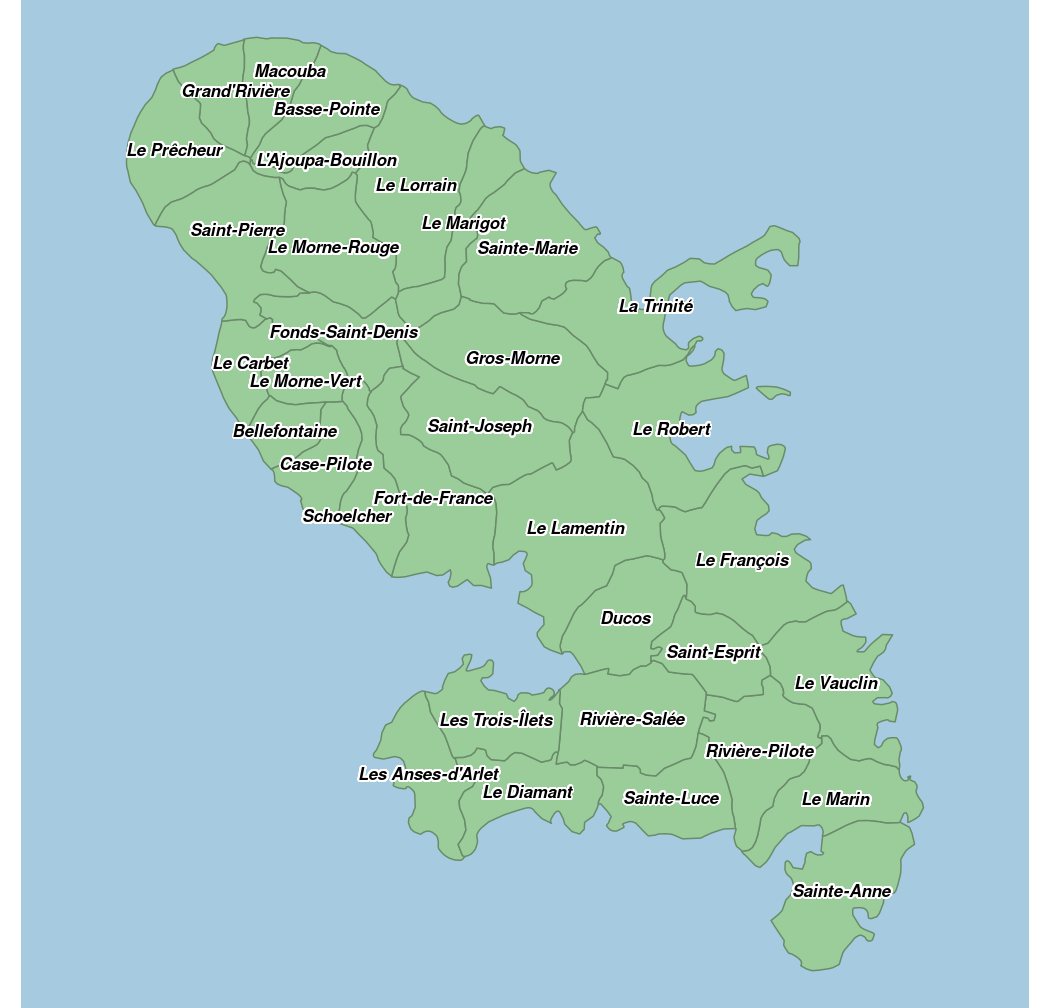 Macouba
Grand'Rivière
Basse-Pointe
Le Prêcheur
L'Ajoupa-Bouillon
Le Lorrain
Le Marigot
Saint-Pierre
Le Morne-Rouge
Sainte-Marie
La Trinité
Fonds-Saint-Denis
Gros-Morne
Le Carbet
Le Morne-Vert
Saint-Joseph
Le Robert
Bellefontaine
Case-Pilote
Fort-de-France
Schoelcher
Le Lamentin
Le François
Ducos
Saint-Esprit
Le Vauclin
Les Trois-Îlets
Rivière-Salée
Rivière-Pilote
Les Anses-d'Arlet
Le Diamant
Sainte-Luce
Le Marin
Sainte-Anne